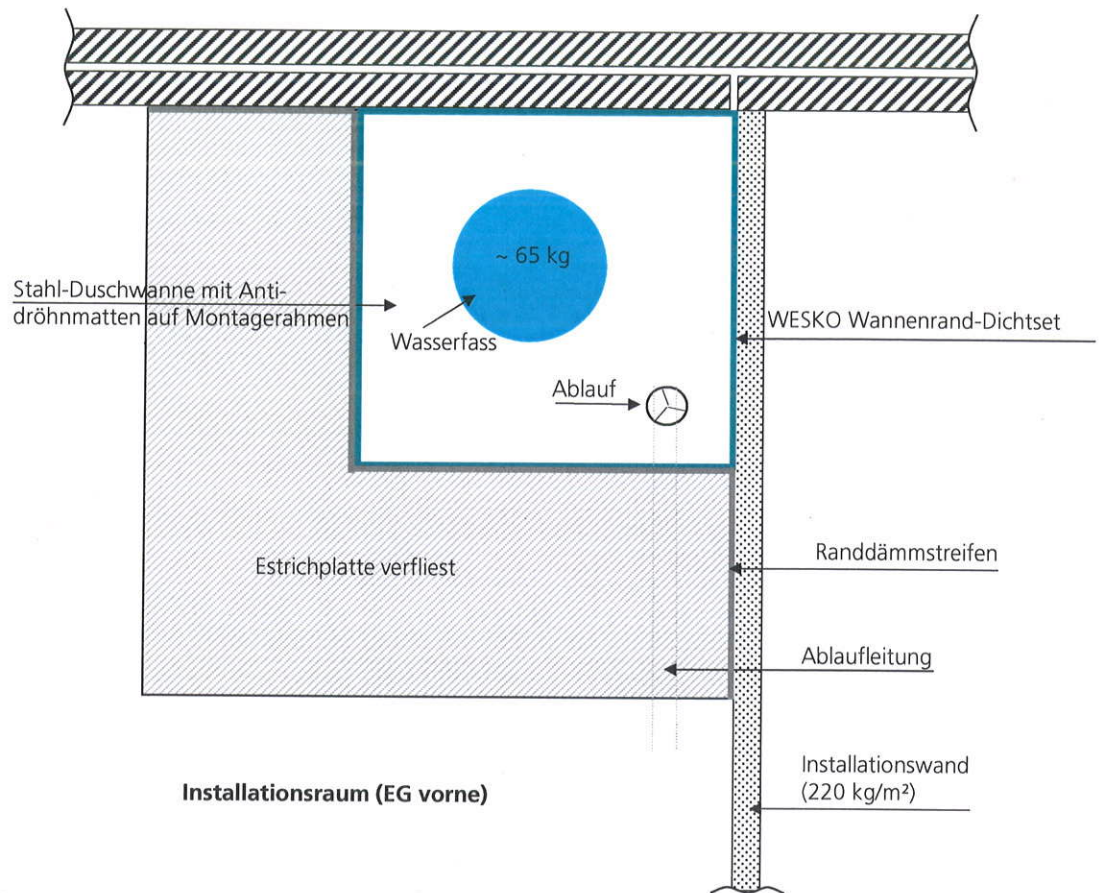 ~ 65 kg
Stahl-Duschwanne mit Anti-
dröhnmatten auf Montagerahmen
Wasserfass
WESKO Wannenrand-Dichtset
Ablauf
Estrichplatte verfliest
Randdämmstreifen
Ablaufleitung
Installationswand
(220 kg/m²)
Installationsraum (EG vorne)